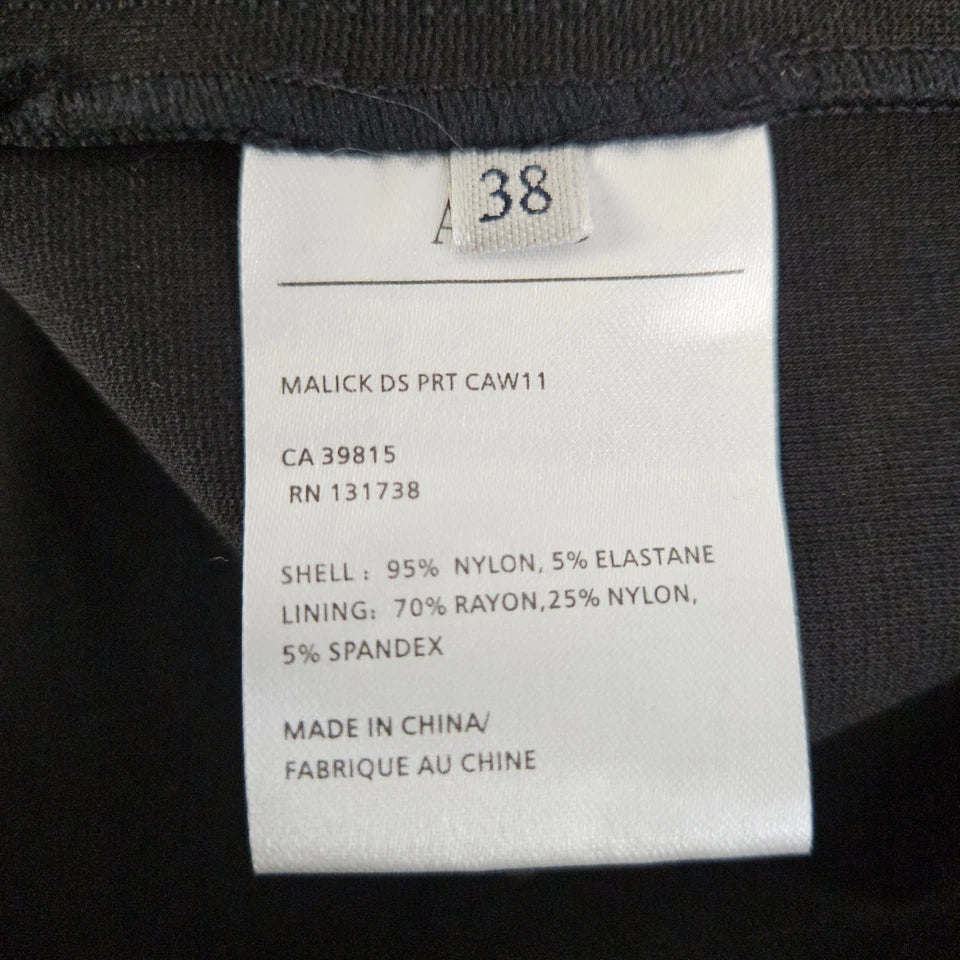 38
MALICK DS PRT CAW11
CA 39815
RN 131738
SHELL : 95% NYLON, 5% ELASTANE
LINING: 70% RAYON,25% NYLON,
5% SPANDEX
MADE IN CHINA/
FABRIQUE AU CHINE